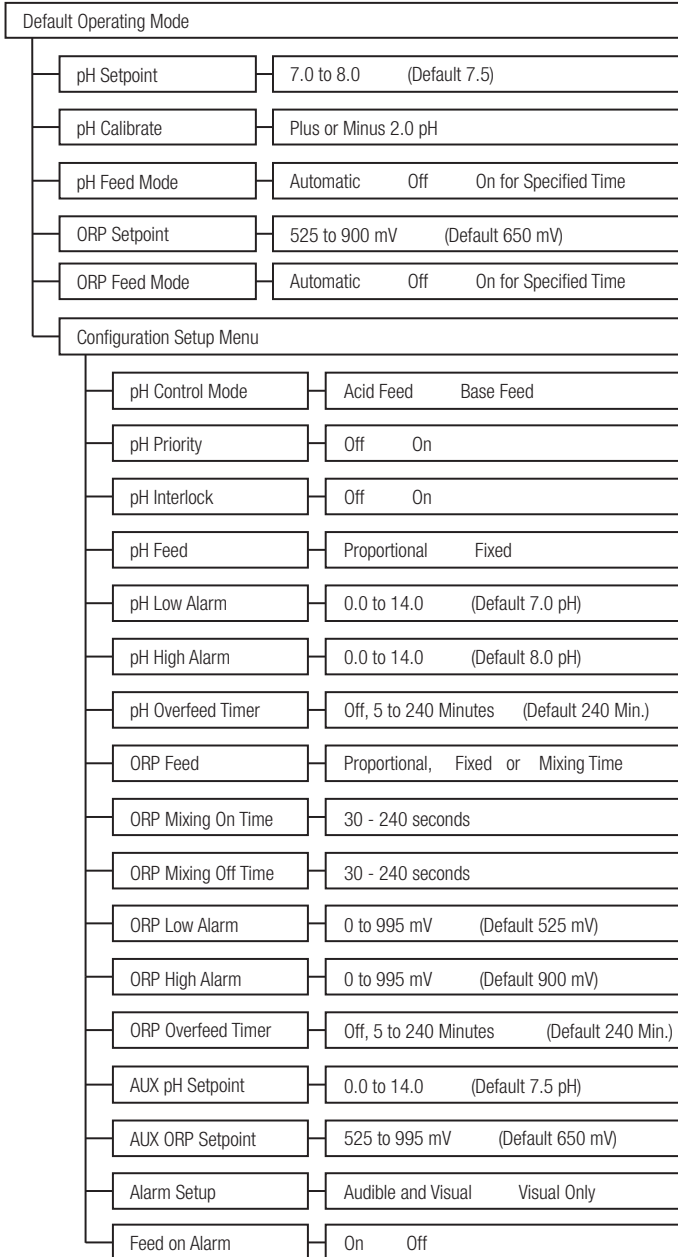 Default Operating Mode
pH Setpoint 7.0 to 8.0 (Default 7.5)
pH Calibrate Plus or Minus 2.0 pH
pH Feed Mode Automatic Off On for Specified Time
ORP Setpoint 525 to 900 mV (Default 650 mV)
ORP Feed Mode Automatic Off On for Specified Time
Configuration Setup Menu
pH Control Mode Acid Feed Base Feed
pH Priority Off On
pH Interlock Off On
pH Feed Proportional Fixed
pH Low Alarm 0.0 to 14.0 (Default 7.0 pH)
pH High Alarm 0.0 to 14.0 (Default 8.0 pH)
pH Overfeed Timer Off, 5 to 240 Minutes (Default 240 Min.)
ORP Feed Proportional, Fixed or Mixing Time
ORP Mixing On Time 30 - 240 seconds
ORP Mixing Off Time 30 - 240 seconds
ORP Low Alarm 0 to 995 mV (Default 525 mV)
ORP High Alarm 0 to 995 mV (Default 900 mV)
ORP Overfeed Timer Off, 5 to 240 Minutes (Default 240 Min.)
AUX pH Setpoint 0.0 to 14.0 (Default 7.5 pH)
AUX ORP Setpoint 525 to 995 mV (Default 650 mV)
Alarm Setup Audible and Visual Visual Only
Feed on Alarm On Off